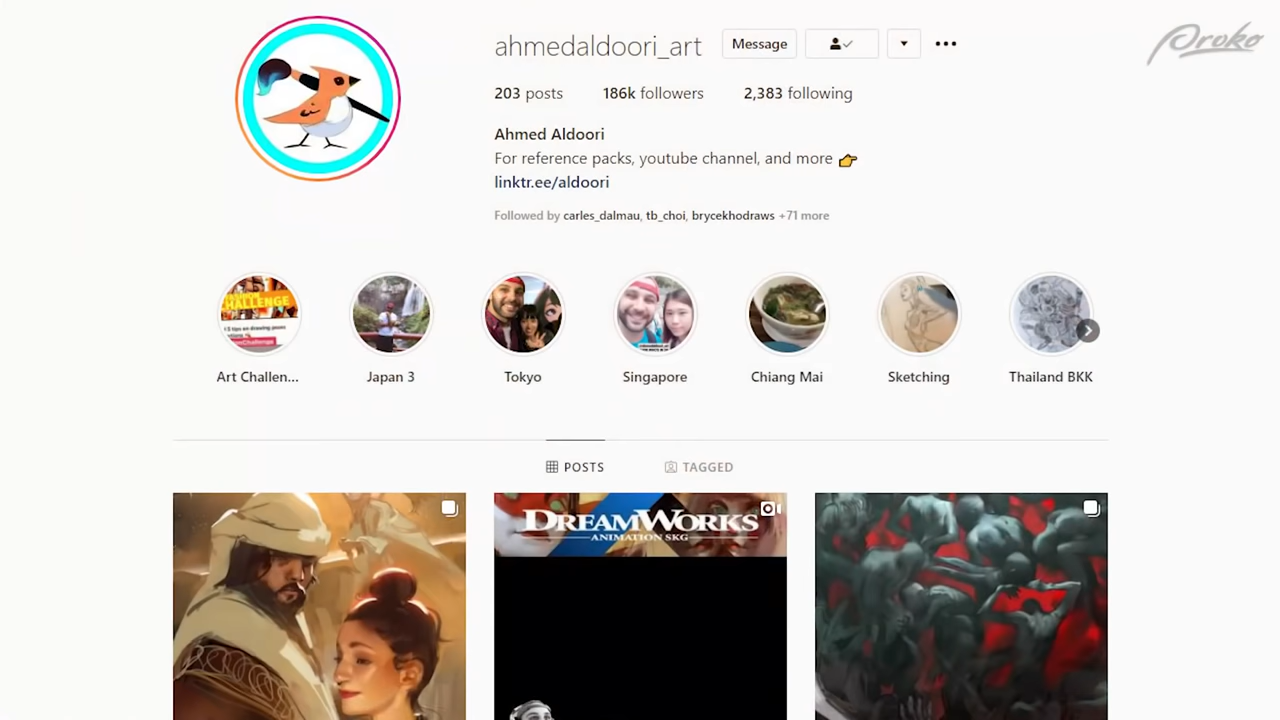 Proko
ahmedaldoori_art
Message
203 posts 186k followers 2,383 following
Ahmed Aldoori
For reference packs, youtube channel, and more 👉
linktr.ee/aldoori
Followed by carles_dalmau, tb_choi, brycekhodraws +71 more
HALLENGE
Art Challen...
Japan 3
Tokyo
Singapore
Chiang Mai
Sketching
Thailand BKK
POSTS
TAGGED
DREAMWORKS
ANIMATION SKG